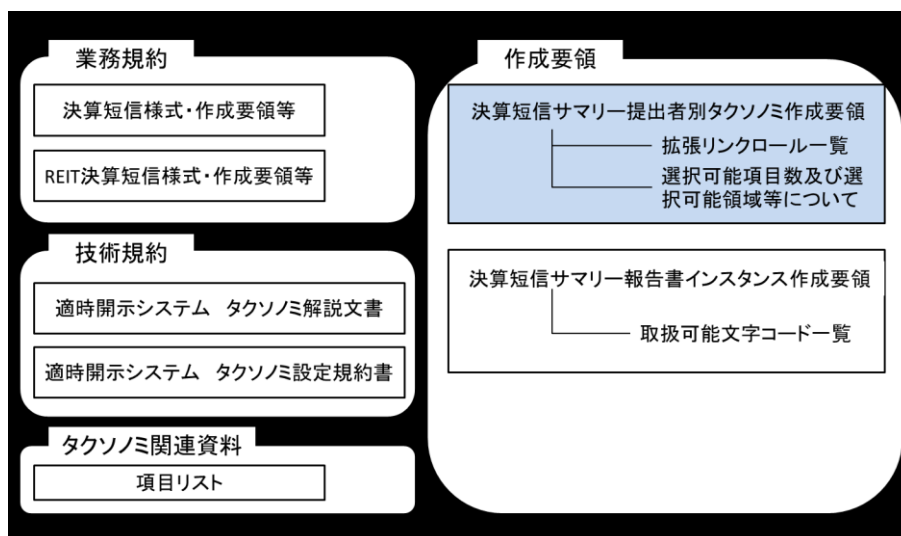 業務規約
決算短信様式・作成要領等
REIT決算短信様式・作成要領等
技術規約
適時開示システム　タクソノミ解説文書
適時開示システム　タクソノミ設定規約書
タクソノミ関連資料
項目リスト
作成要領
決算短信サマリー提出者別タクソノミ作成要領
拡張リンクロール一覧
選択可能項目数及び選
択可能領域等について
決算短信サマリー報告書インスタンス作成要領
取扱可能文字コード一覧